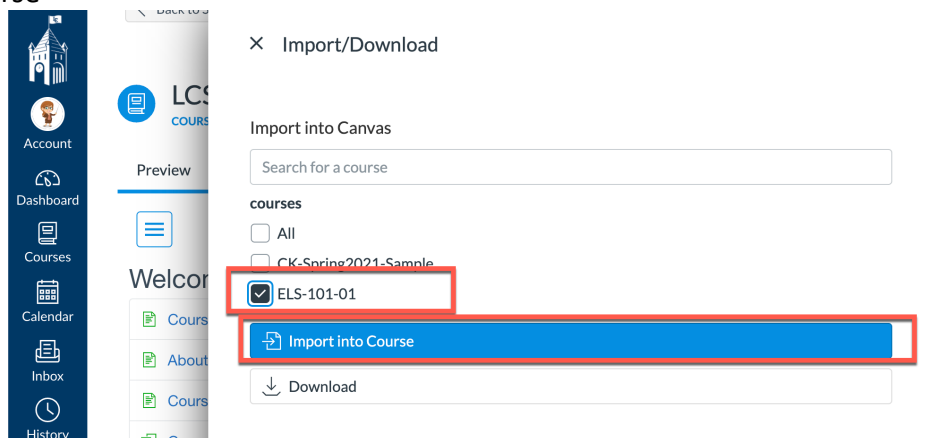 Account
Dashboard
Courses
Calendar
Inbox
History
LCS
COURS
Preview
Welcor
Cours
About
Cours
× Import/Download
Import into Canvas
Search for a course
courses
All
CK-Spring2021-Sample
ELS-101-01
Import into Course
Download